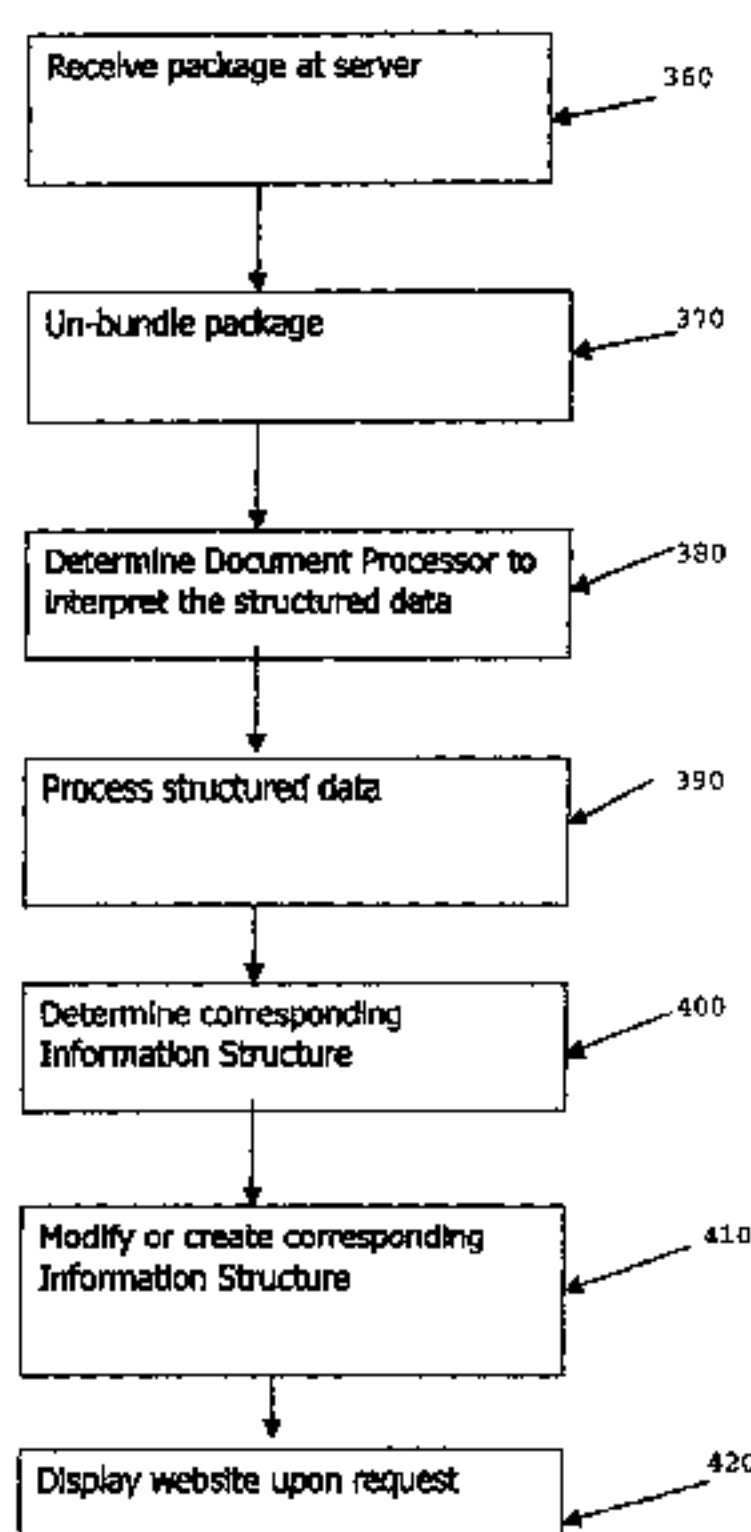 Receive package at server
360
Un-bundle package
370
Determine Document Processor to
interpret the structured data
380
Process structured data
390
Determine corresponding
Information Structure
400
Modify or create corresponding
Information Structure
410
Display website upon request
420